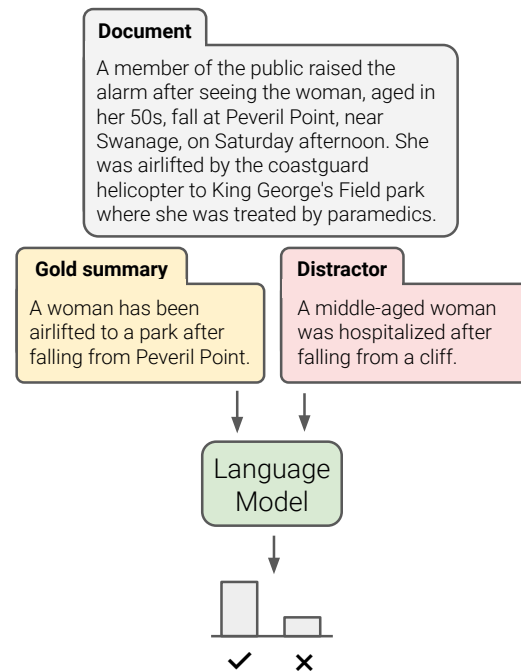 Document
A member of the public raised the
alarm after seeing the woman, aged in
her 50s, fall at Peveril Point, near
Swanage, on Saturday afternoon. She
was airlifted by the coastguard
helicopter to King George's Field park
where she was treated by paramedics.
Gold summary
A woman has been
airlifted to a park after
falling from Peveril Point.
Distractor
A middle-aged woman
was hospitalized after
falling from a cliff.
Language
Model